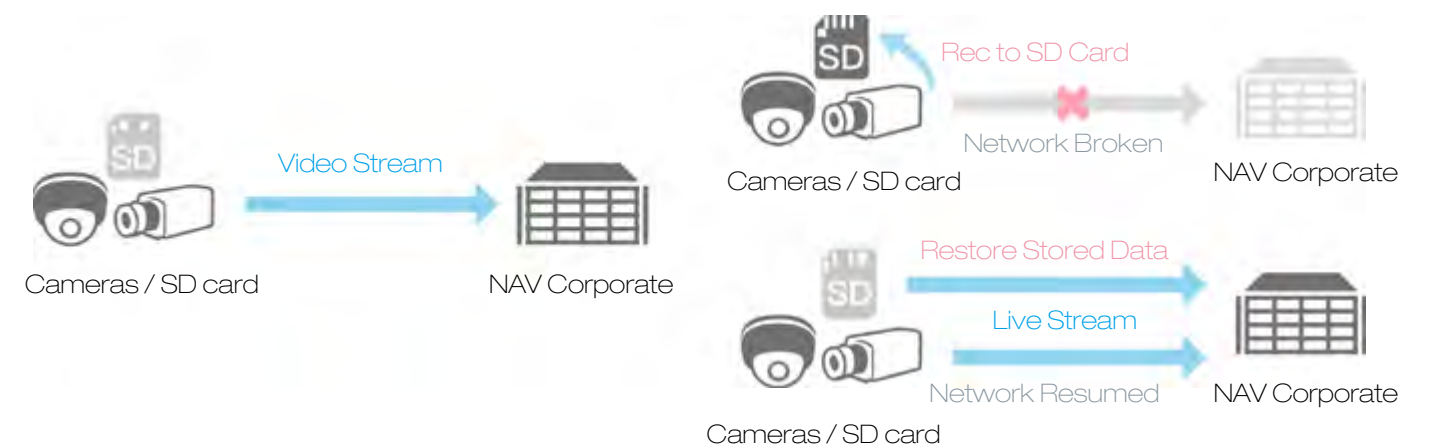 SD
Video Stream
Cameras / SD card
NAV Corporate
SD
Rec to SD Card
Network Broken
Cameras / SD card
NAV Corporate
Restore Stored Data
SD
Live Stream
Network Resumed
NAV Corporate
Cameras / SD card